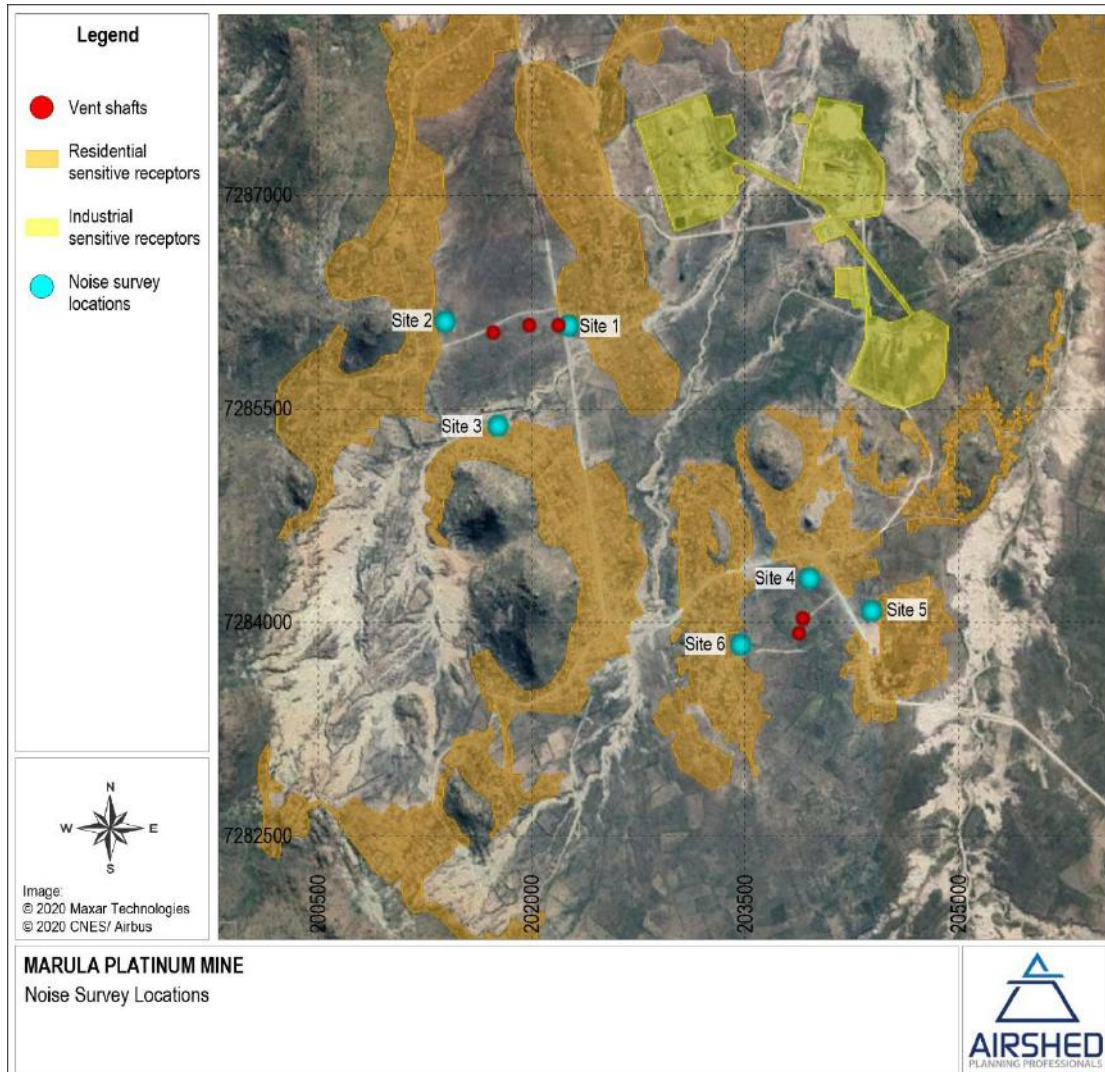 Legend
Vent shafts
Residential
sensitive receptors
Industrial
sensitive receptors
Noise survey
locations
N
W
E
S
Image:
© 2020 Maxar Technologies
© 2020 CNES/ Airbus
7287000
Site 2
Site 1
7285500
Site 3
Site 4
Site 5
7284000
Site 6
7282500
200500
202000
203500
205000
MARULA PLATINUM MINE
Noise Survey Locations
AIRSHED
PLANNING PROFESSIONALS